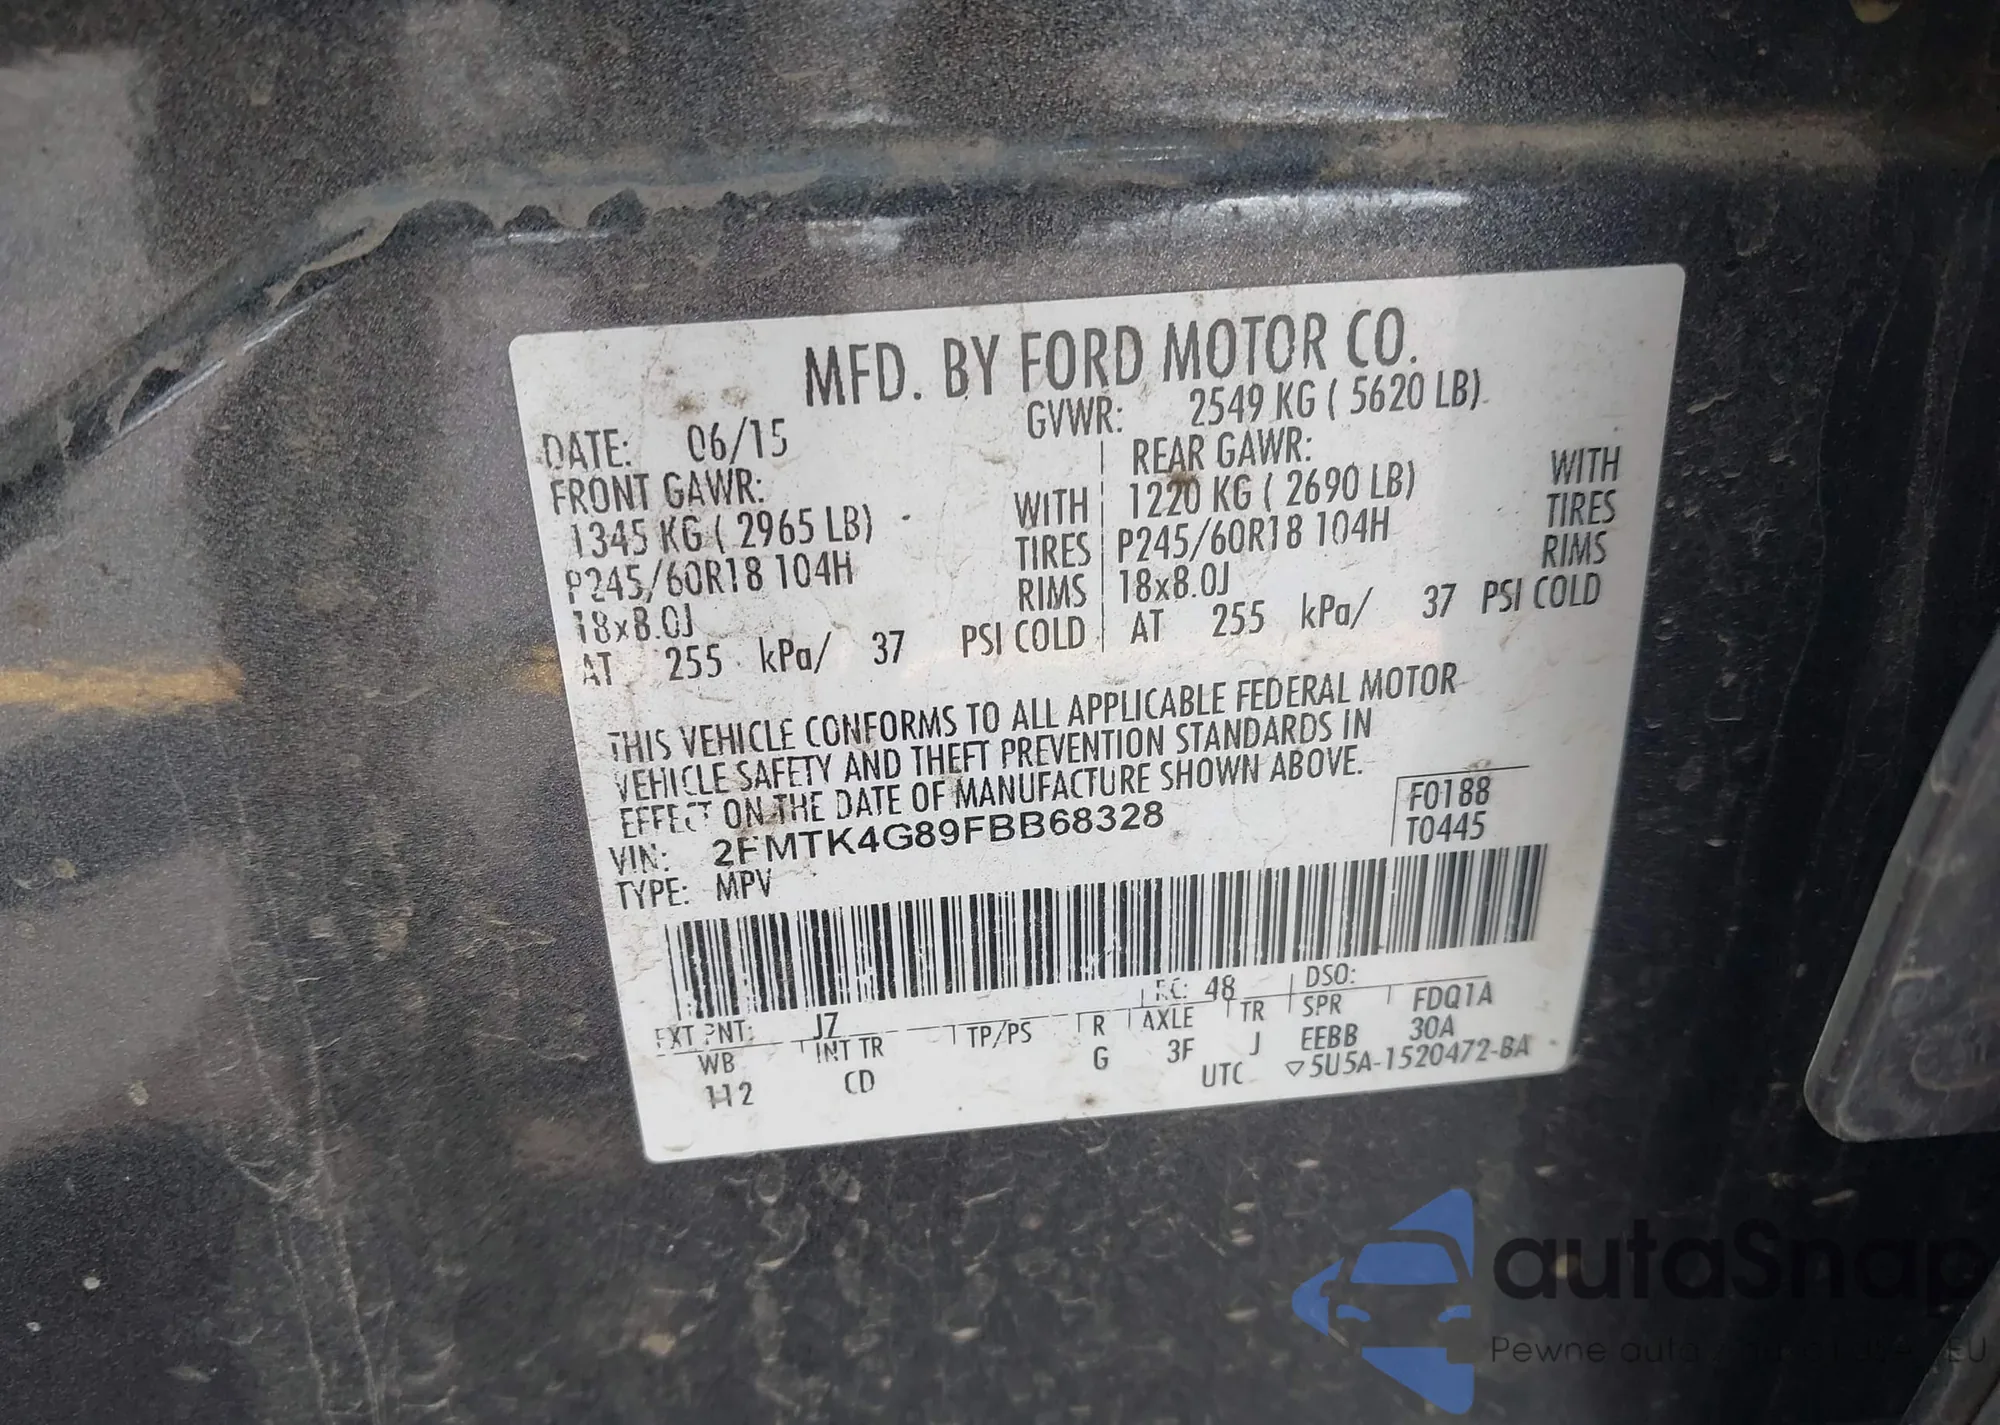 MFD. BY FORD MOTOR CO.
DATE: 06/15 GVWR: 2549 KG ( 5620 LB)
FRONT GAWR: REAR GAWR:
1345 KG ( 2965 LB) WITH 1220 KG ( 2690 LB) WITH
P245/60R18 104H TIRES P245/60R18 104H TIRES
18x8.0J RIMS 18x8.0J RIMS
AT 255 kPa/ 37 PSI COLD AT 255 kPa/ 37 PSI COLD
THIS VEHICLE CONFORMS TO ALL APPLICABLE FEDERAL MOTOR
VEHICLE SAFETY AND THEFT PREVENTION STANDARDS IN
EFFECT ON THE DATE OF MANUFACTURE SHOWN ABOVE.
VIN: 2FMTK4G89FBB68328 F0188
TYPE: MPV T0445
EXT PNT: J7 RC: 48 DSO: FDQ1A
WB INT TR TP/PS R AXLE TR SPR 30A
112 CD G 3F J EEBB
UTC ▽5U5A-1520472-BA
autaSnap
Pewne auta z EU